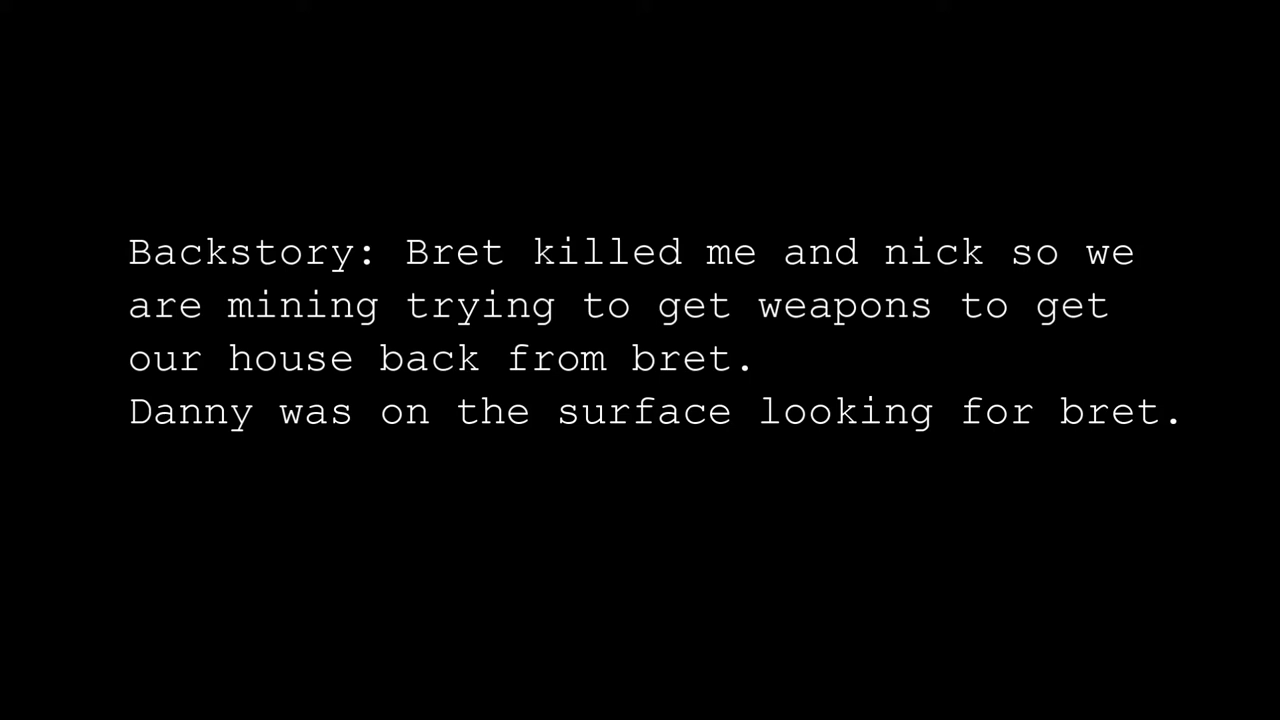 Backstory: Bret killed me and nick so we
are mining trying to get weapons to get
our house back from bret.
Danny was on the surface looking for bret.